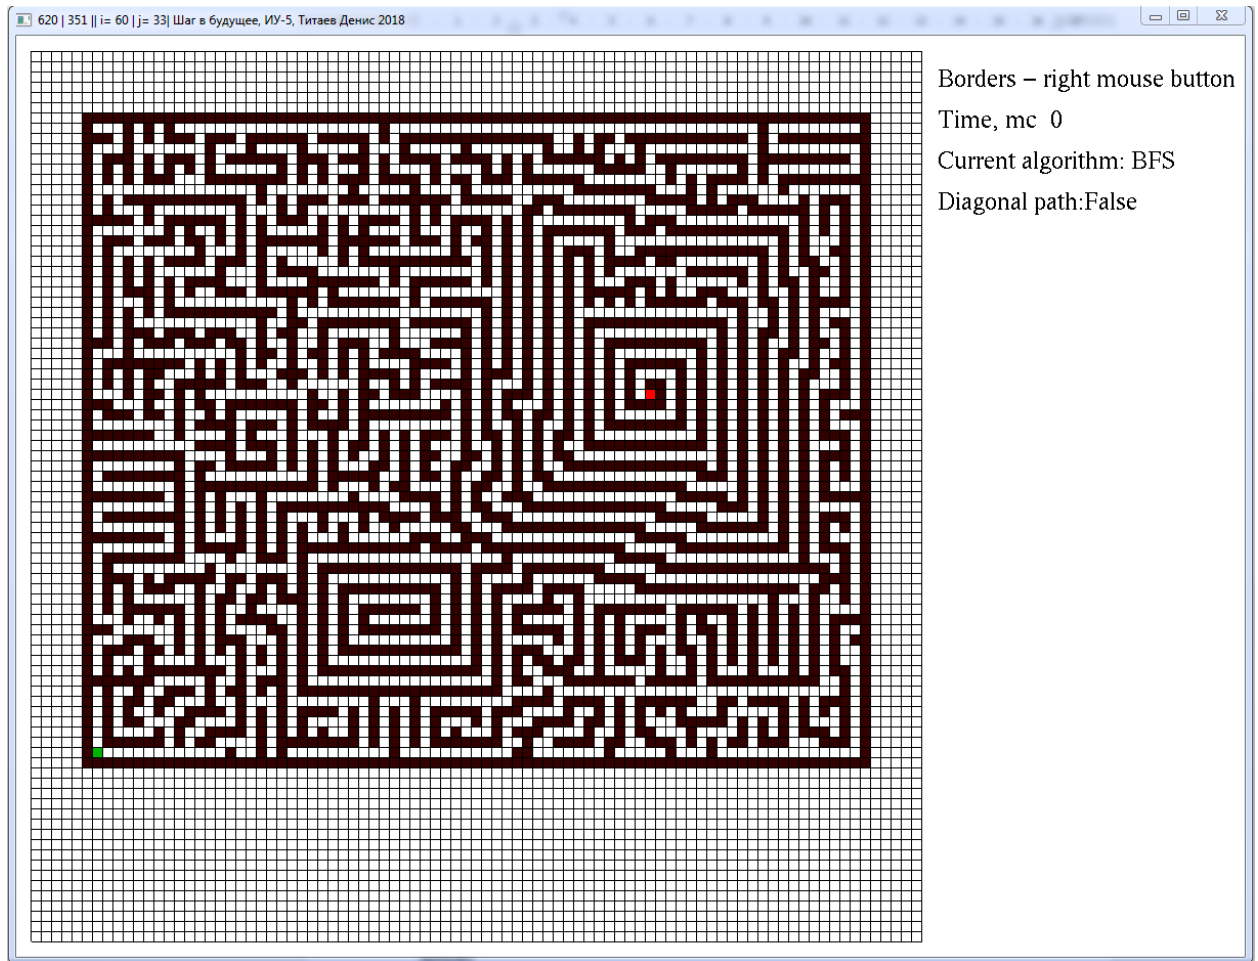 620 | 351 || i= 60 | j= 33| Шаг в будущее, ИУ-5, Титаев Денис 2018
Borders – right mouse button
Time, mc 0
Current algorithm: BFS
Diagonal path:False